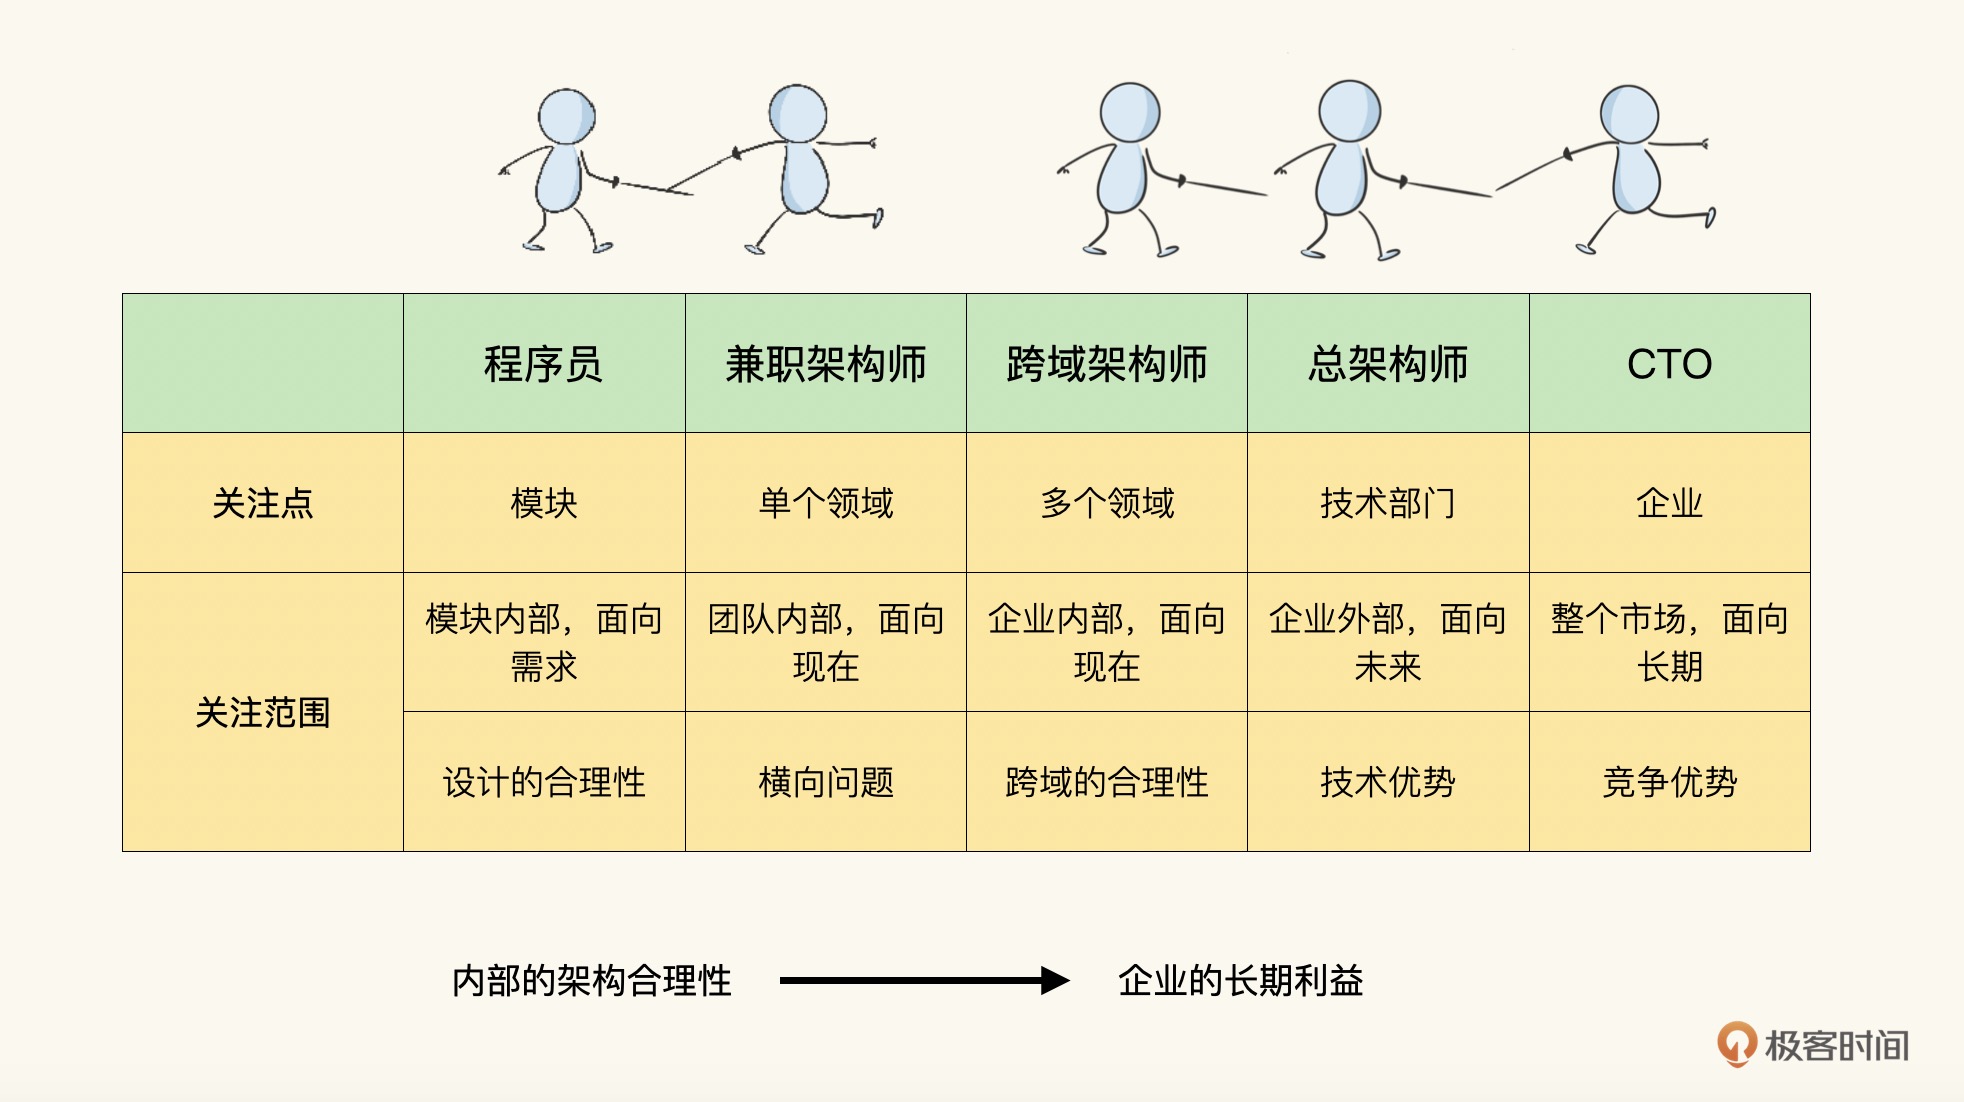 程序员 兼职架构师 跨域架构师 总架构师 CTO
关注点 模块 单个领域 多个领域 技术部门 企业
关注范围
模块内部，面向 团队内部，面向 企业内部，面向 企业外部，面向 整个市场，面向
需求 现在 现在 未来 长期
设计的合理性 横向问题 跨域的合理性 技术优势 竞争优势
内部的架构合理性 企业的长期利益
极客时间